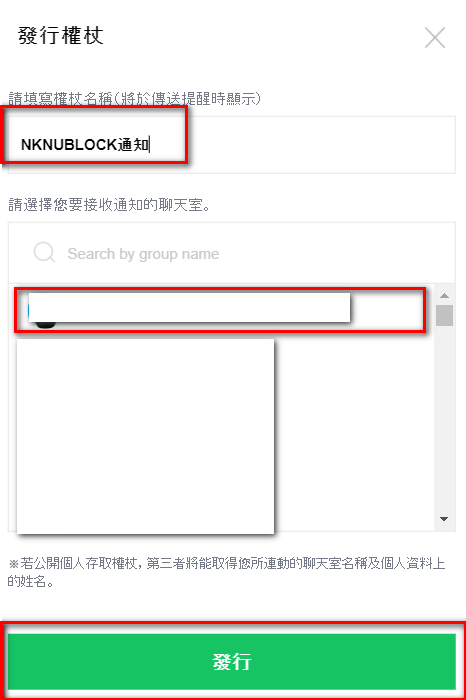 發行權杖
請填寫權杖名稱(將於傳送提醒時顯示)
NKNUBLOCK通知
請選擇您要接收通知的聊天室。
Search by group name
※若公開個人存取權杖, 第三者將能取得您所連動的聊天室名稱及個人資料上
的姓名。
發行